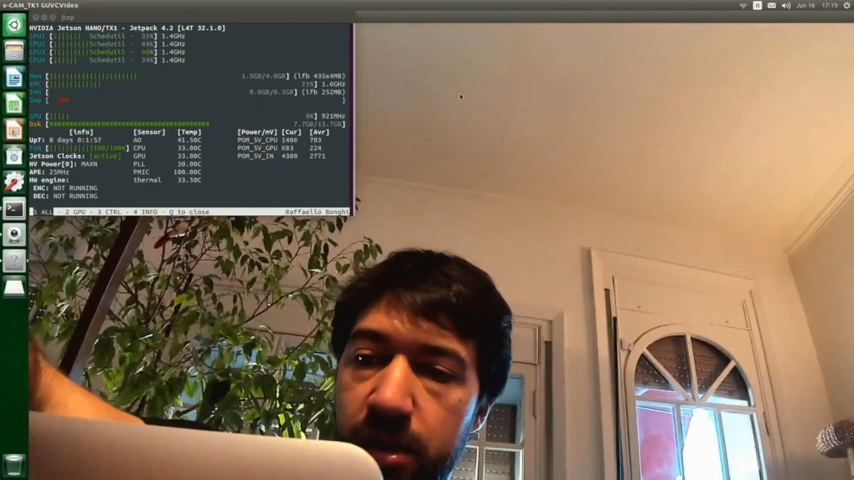 e-CAM_TK1 GUVCVideo
Jun 16 17:19
jtop
NVIDIA Jetson NANO/TX1 - Jetpack 4.2 [L4T 32.1.0]
CPU1 [||||||| Schedutil - 31%] 1.4GHz
CPU2 [||||||||| Schedutil - 44%] 1.4GHz
CPU3 Schedutil - 1.4GHz
CPU4 [||||| Schedutil - 24%] 1.4GHz
Mem 1.5GB/4.0GB] (lfb 435x4MB)
EMC 21%] 1.6GHz
Imm 0.0GB/0.3GB] (lfb 252MB)
Swp
GPU [||||| 9%] 921MHz
Dsk 7.7GB/13.7GB]
[info] [Sensor] [Temp] [Power/mW] [Cur] [Avr]
UpT: 0 days 0:1:57 AO 41.50C POM_5V_CPU 1406 703
FAN [||||||||||100/100%] CPU 33.00C POM_5V_GPU 683 224
Jetson Clocks: [active] GPU 33.00C POM_5V_IN 4380 2771
NV Power[0]: MAXN PLL 30.00C
APE: 25MHz PMIC 100.00C
HW engine: thermal 33.50C
ENC: NOT RUNNING
DEC: NOT RUNNING
1 ALL - 2 GPU - 3 CTRL - 4 INFO - Q to close Raffaello Bonghi